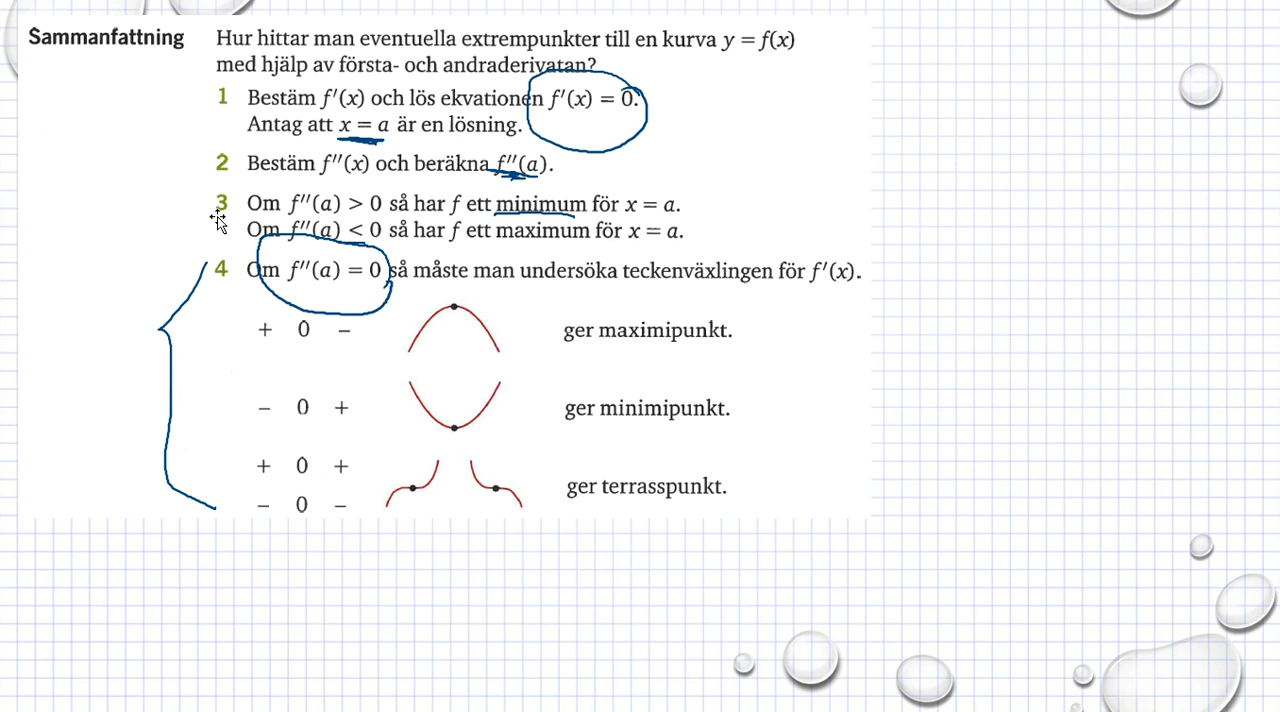 Sammanfattning
Hur hittar man eventuella extrempunkter till en kurva y = f(x)
med hjälp av första- och andraderivatan?
1 Bestäm f′(x) och lös ekvationen f′(x) = 0.
Antag att x = a är en lösning.
2 Bestäm f″(x) och beräkna f″(a).
3 Om f″(a) > 0 så har f ett minimum för x = a.
Om f″(a) < 0 så har f ett maximum för x = a.
4 Om f″(a) = 0 så måste man undersöka teckenväxlingen för f′(x).
+ 0 − ger maximipunkt.
− 0 + ger minimipunkt.
+ 0 +
ger terrasspunkt.
− 0 −